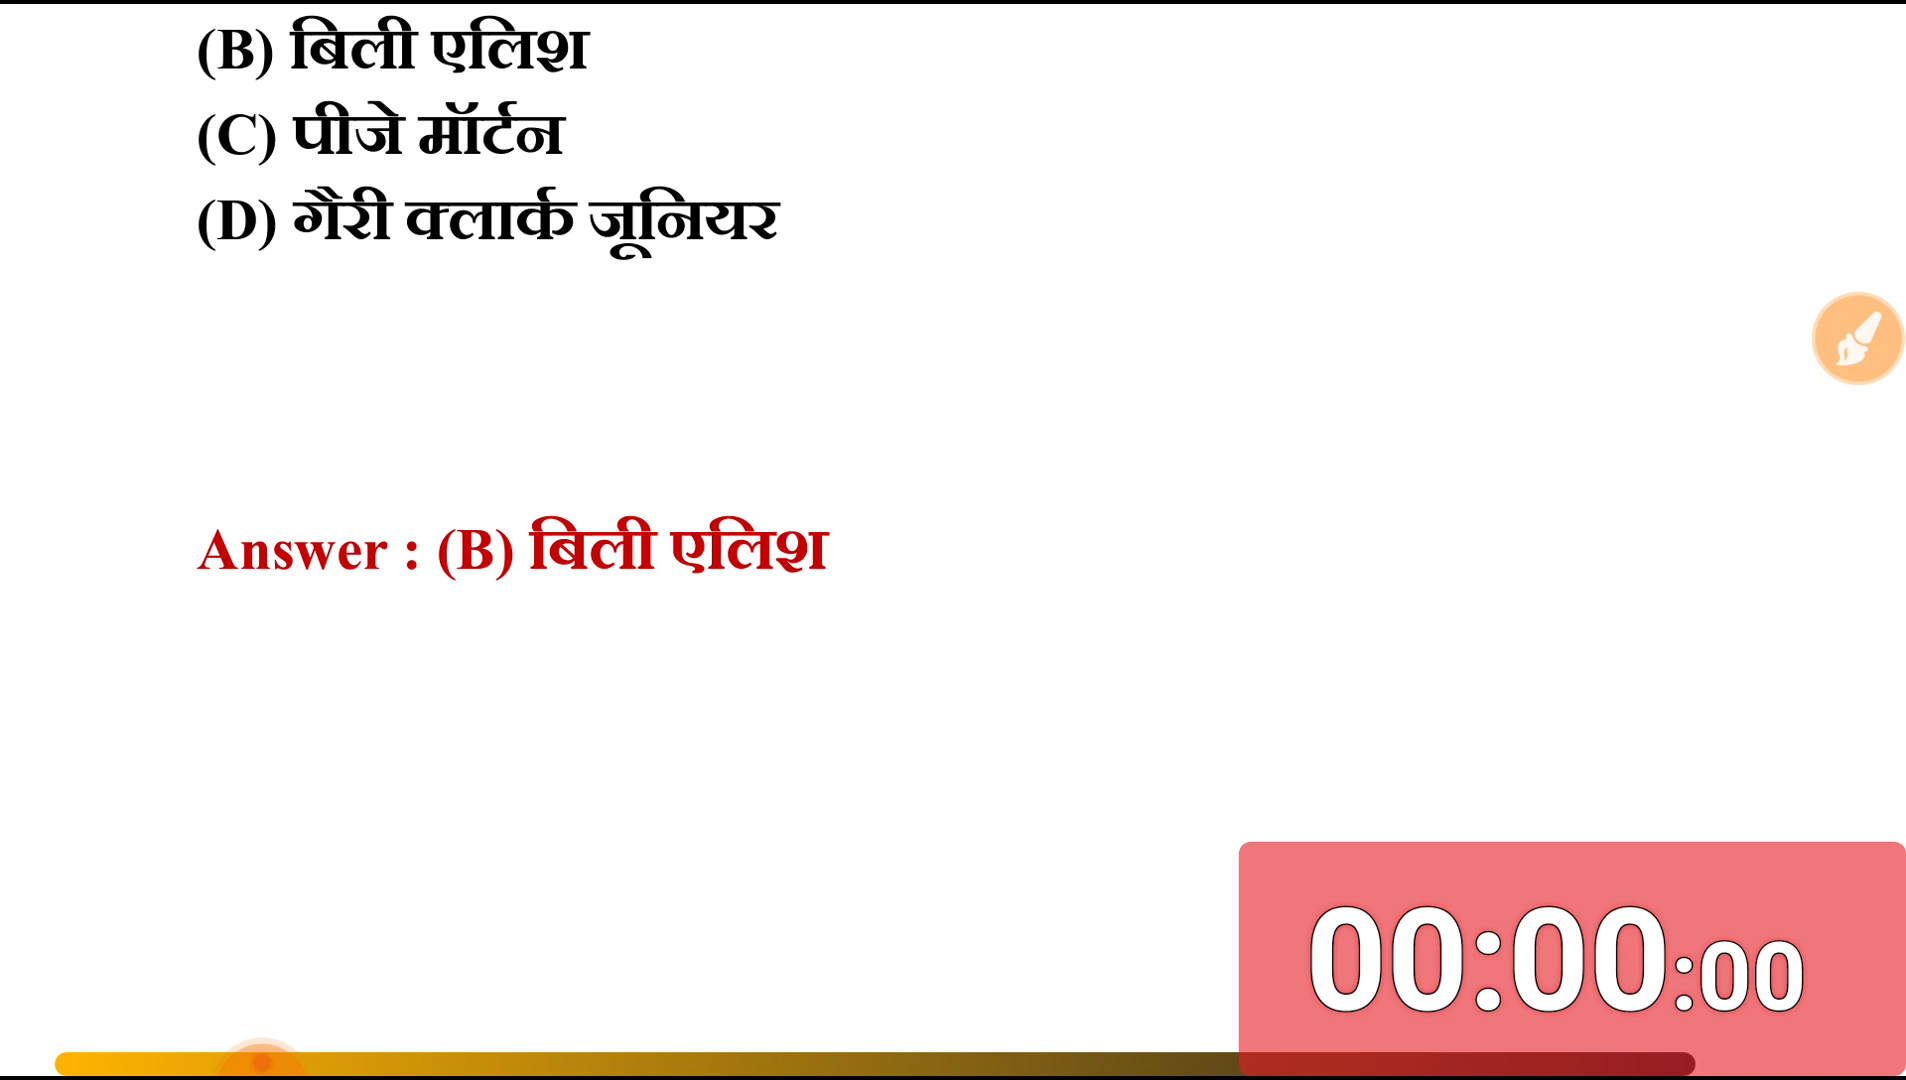 (B) बिली एलिश
(C) पीजे मॉर्टन
(D) गैरी क्लार्क जूनियर
Answer : (B) बिली एलिश
00:00:00